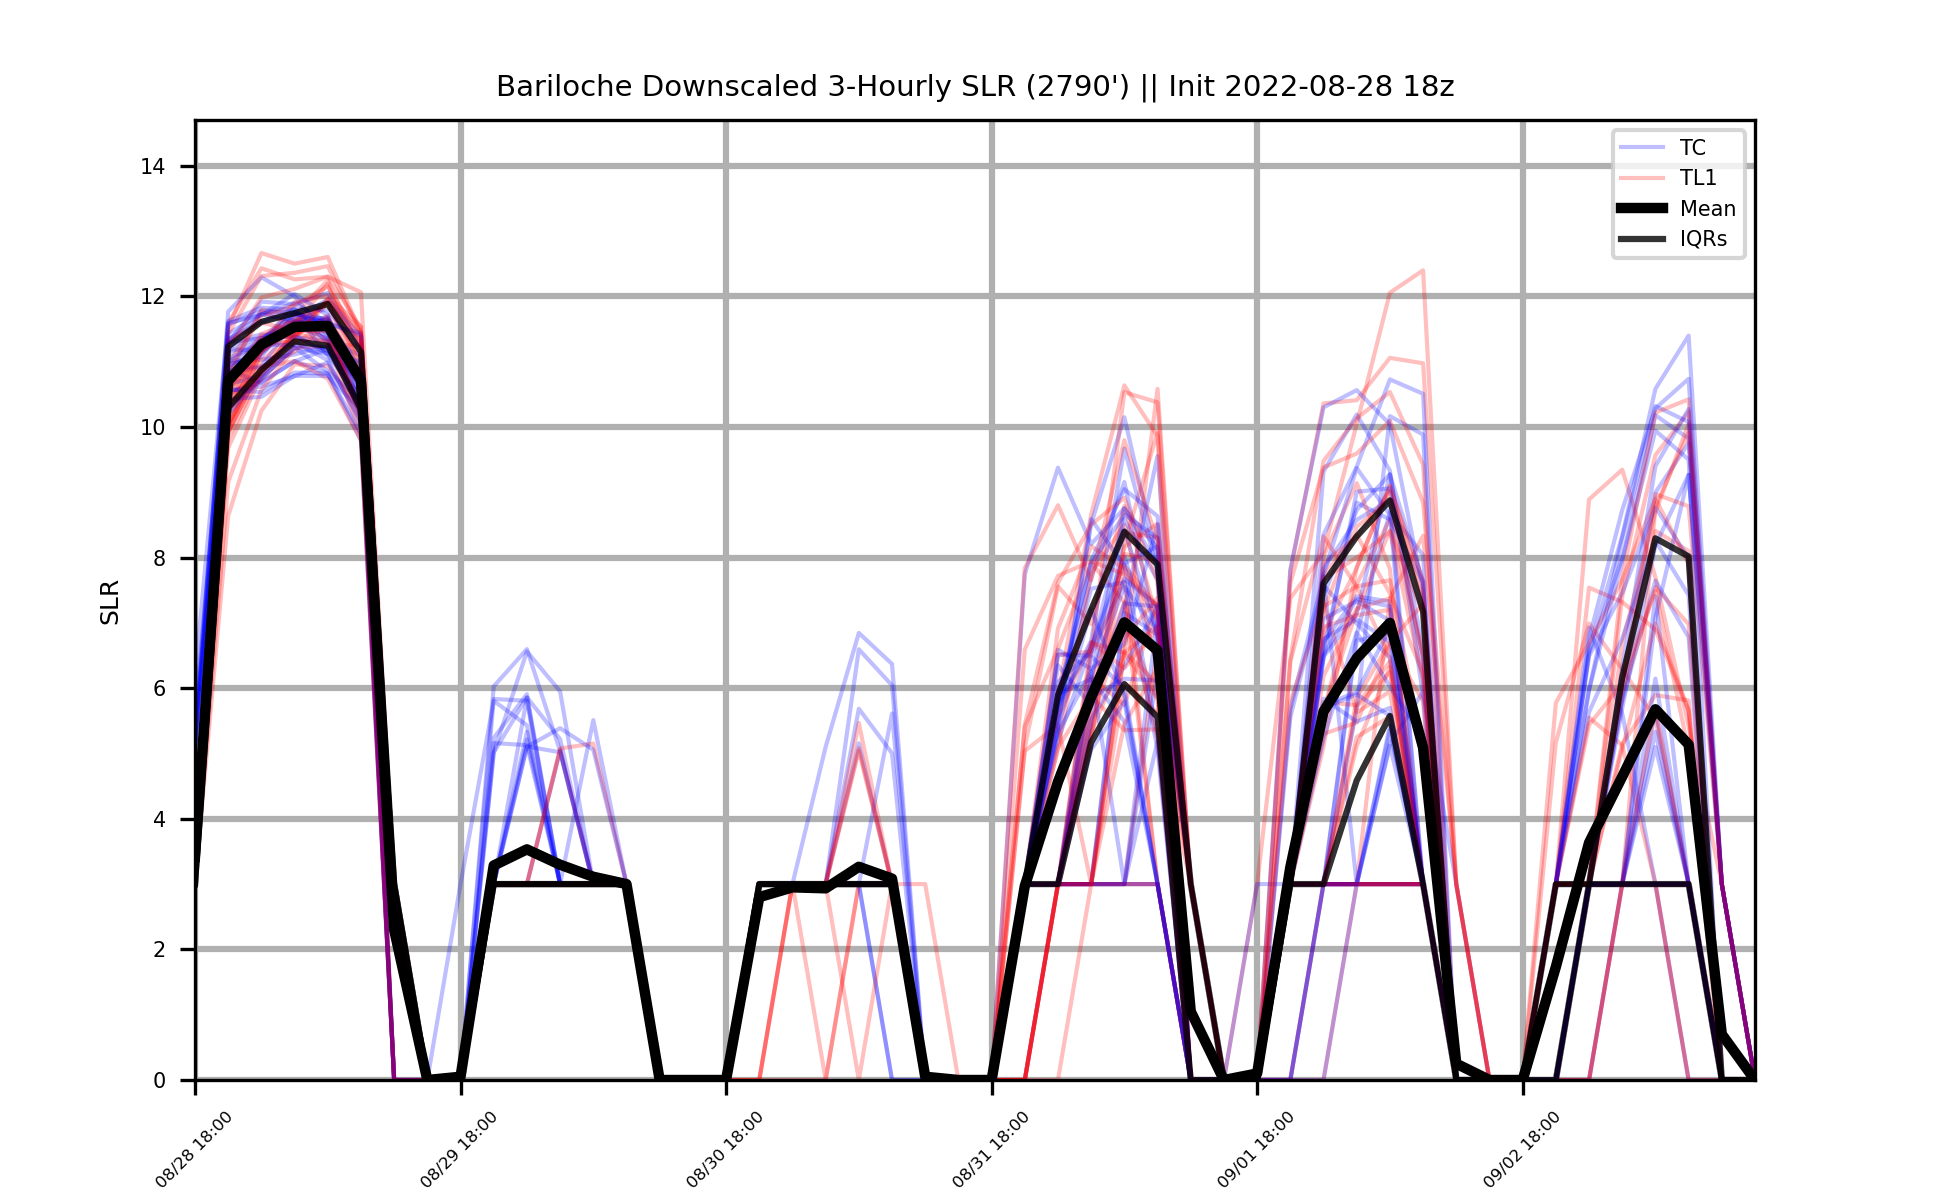 Bariloche Downscaled 3-Hourly SLR (2790') || Init 2022-08-28 18z
TC
TL1
Mean
IQRs
SLR
14
12
10
8
6
4
2
0
08/28 18:00
08/29 18:00
08/30 18:00
08/31 18:00
09/01 18:00
09/02 18:00